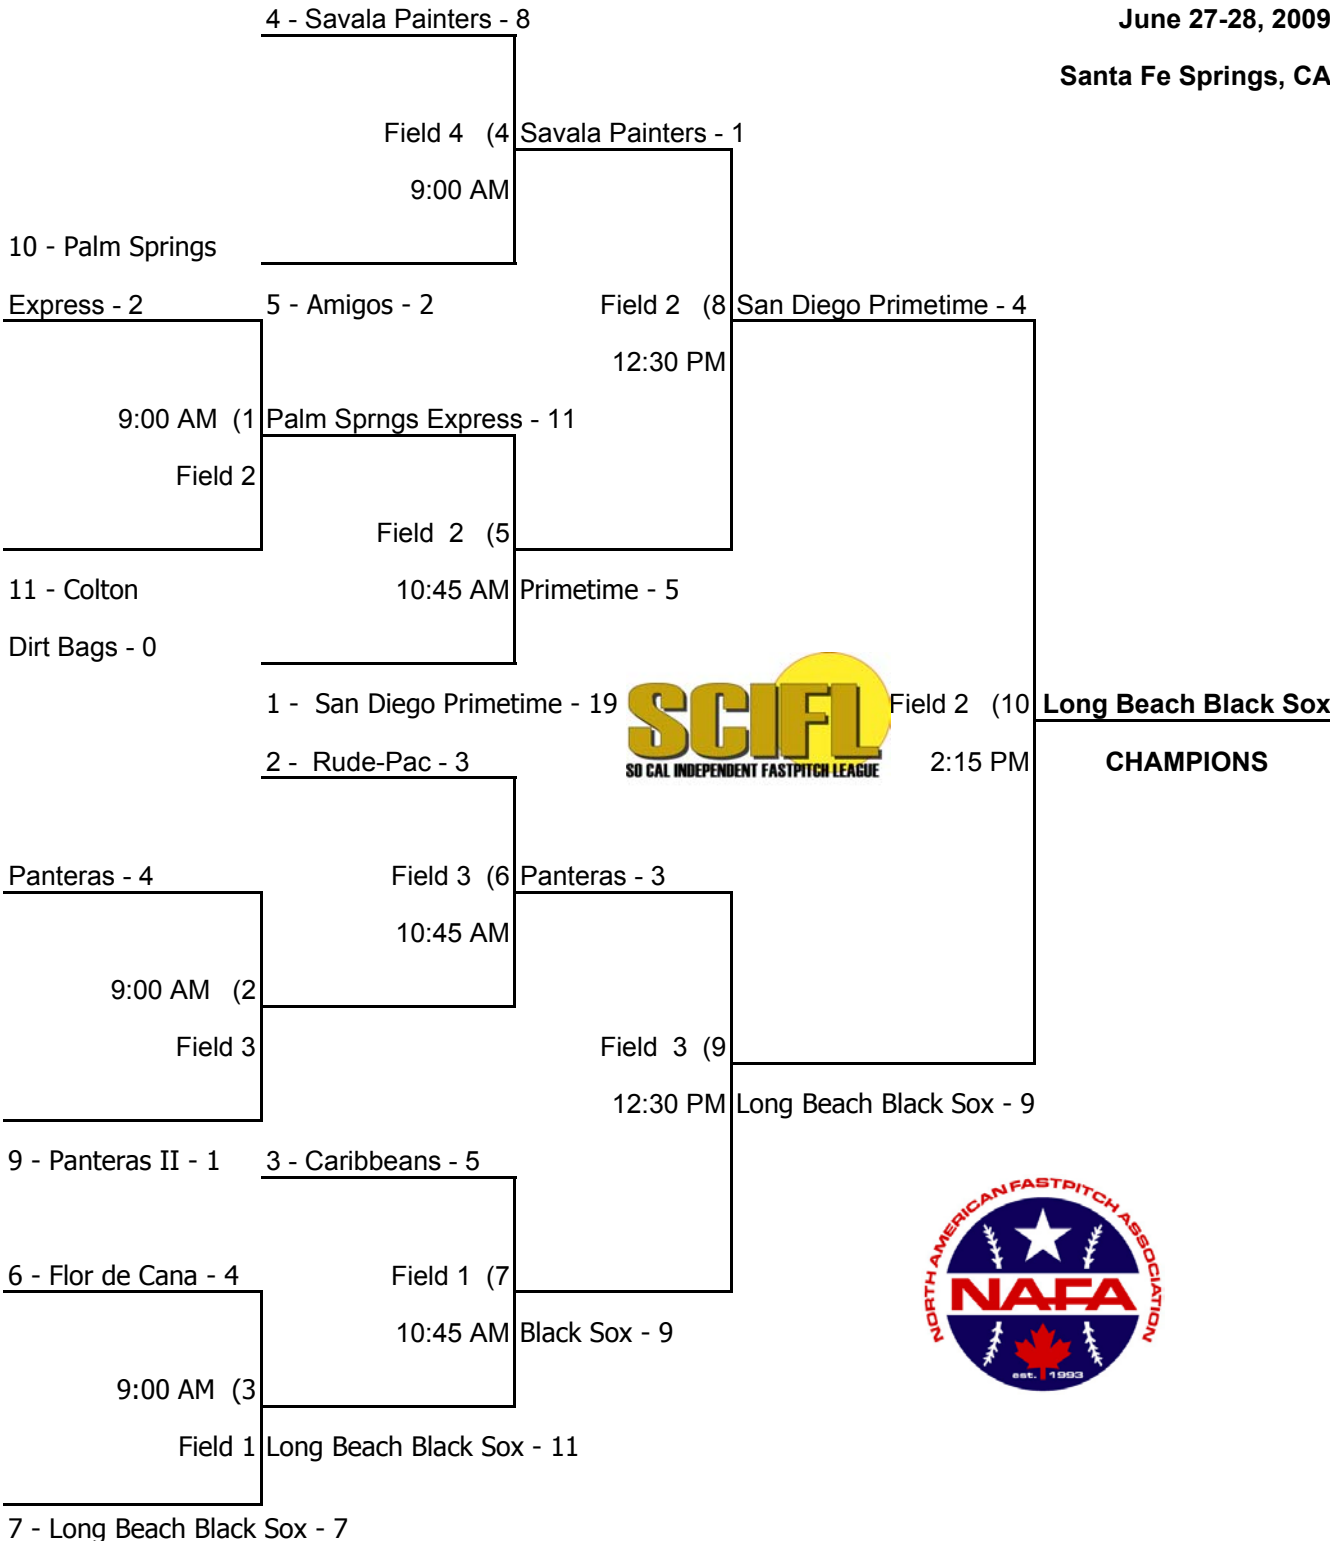 4 - Savala Painters - 8
June 27-28, 2009
Santa Fe Springs, CA
Field 4 (4
Savala Painters - 1
9:00 AM
10 - Palm Springs
Express - 2
5 - Amigos - 2
Field 2 (8
San Diego Primetime - 4
12:30 PM
9:00 AM (1
Palm Sprngs Express - 11
Field 2
Field 2 (5
11 - Colton
10:45 AM
Primetime - 5
Dirt Bags - 0
1 - San Diego Primetime - 19
SCIFL
SO CAL INDEPENDENT FASTPITCH LEAGUE
Field 2 (10
Long Beach Black Sox
2 - Rude-Pac - 3
2:15 PM
CHAMPIONS
Panteras - 4
Field 3 (6
Panteras - 3
10:45 AM
9:00 AM (2
Field 3
Field 3 (9
12:30 PM
Long Beach Black Sox - 9
9 - Panteras II - 1
3 - Caribbeans - 5
NORTH AMERICAN FASTPITCH ASSOCIATION
NAFA
est. 1993
6 - Flor de Cana - 4
Field 1 (7
10:45 AM
Black Sox - 9
9:00 AM (3
Field 1
Long Beach Black Sox - 11
7 - Long Beach Black Sox - 7